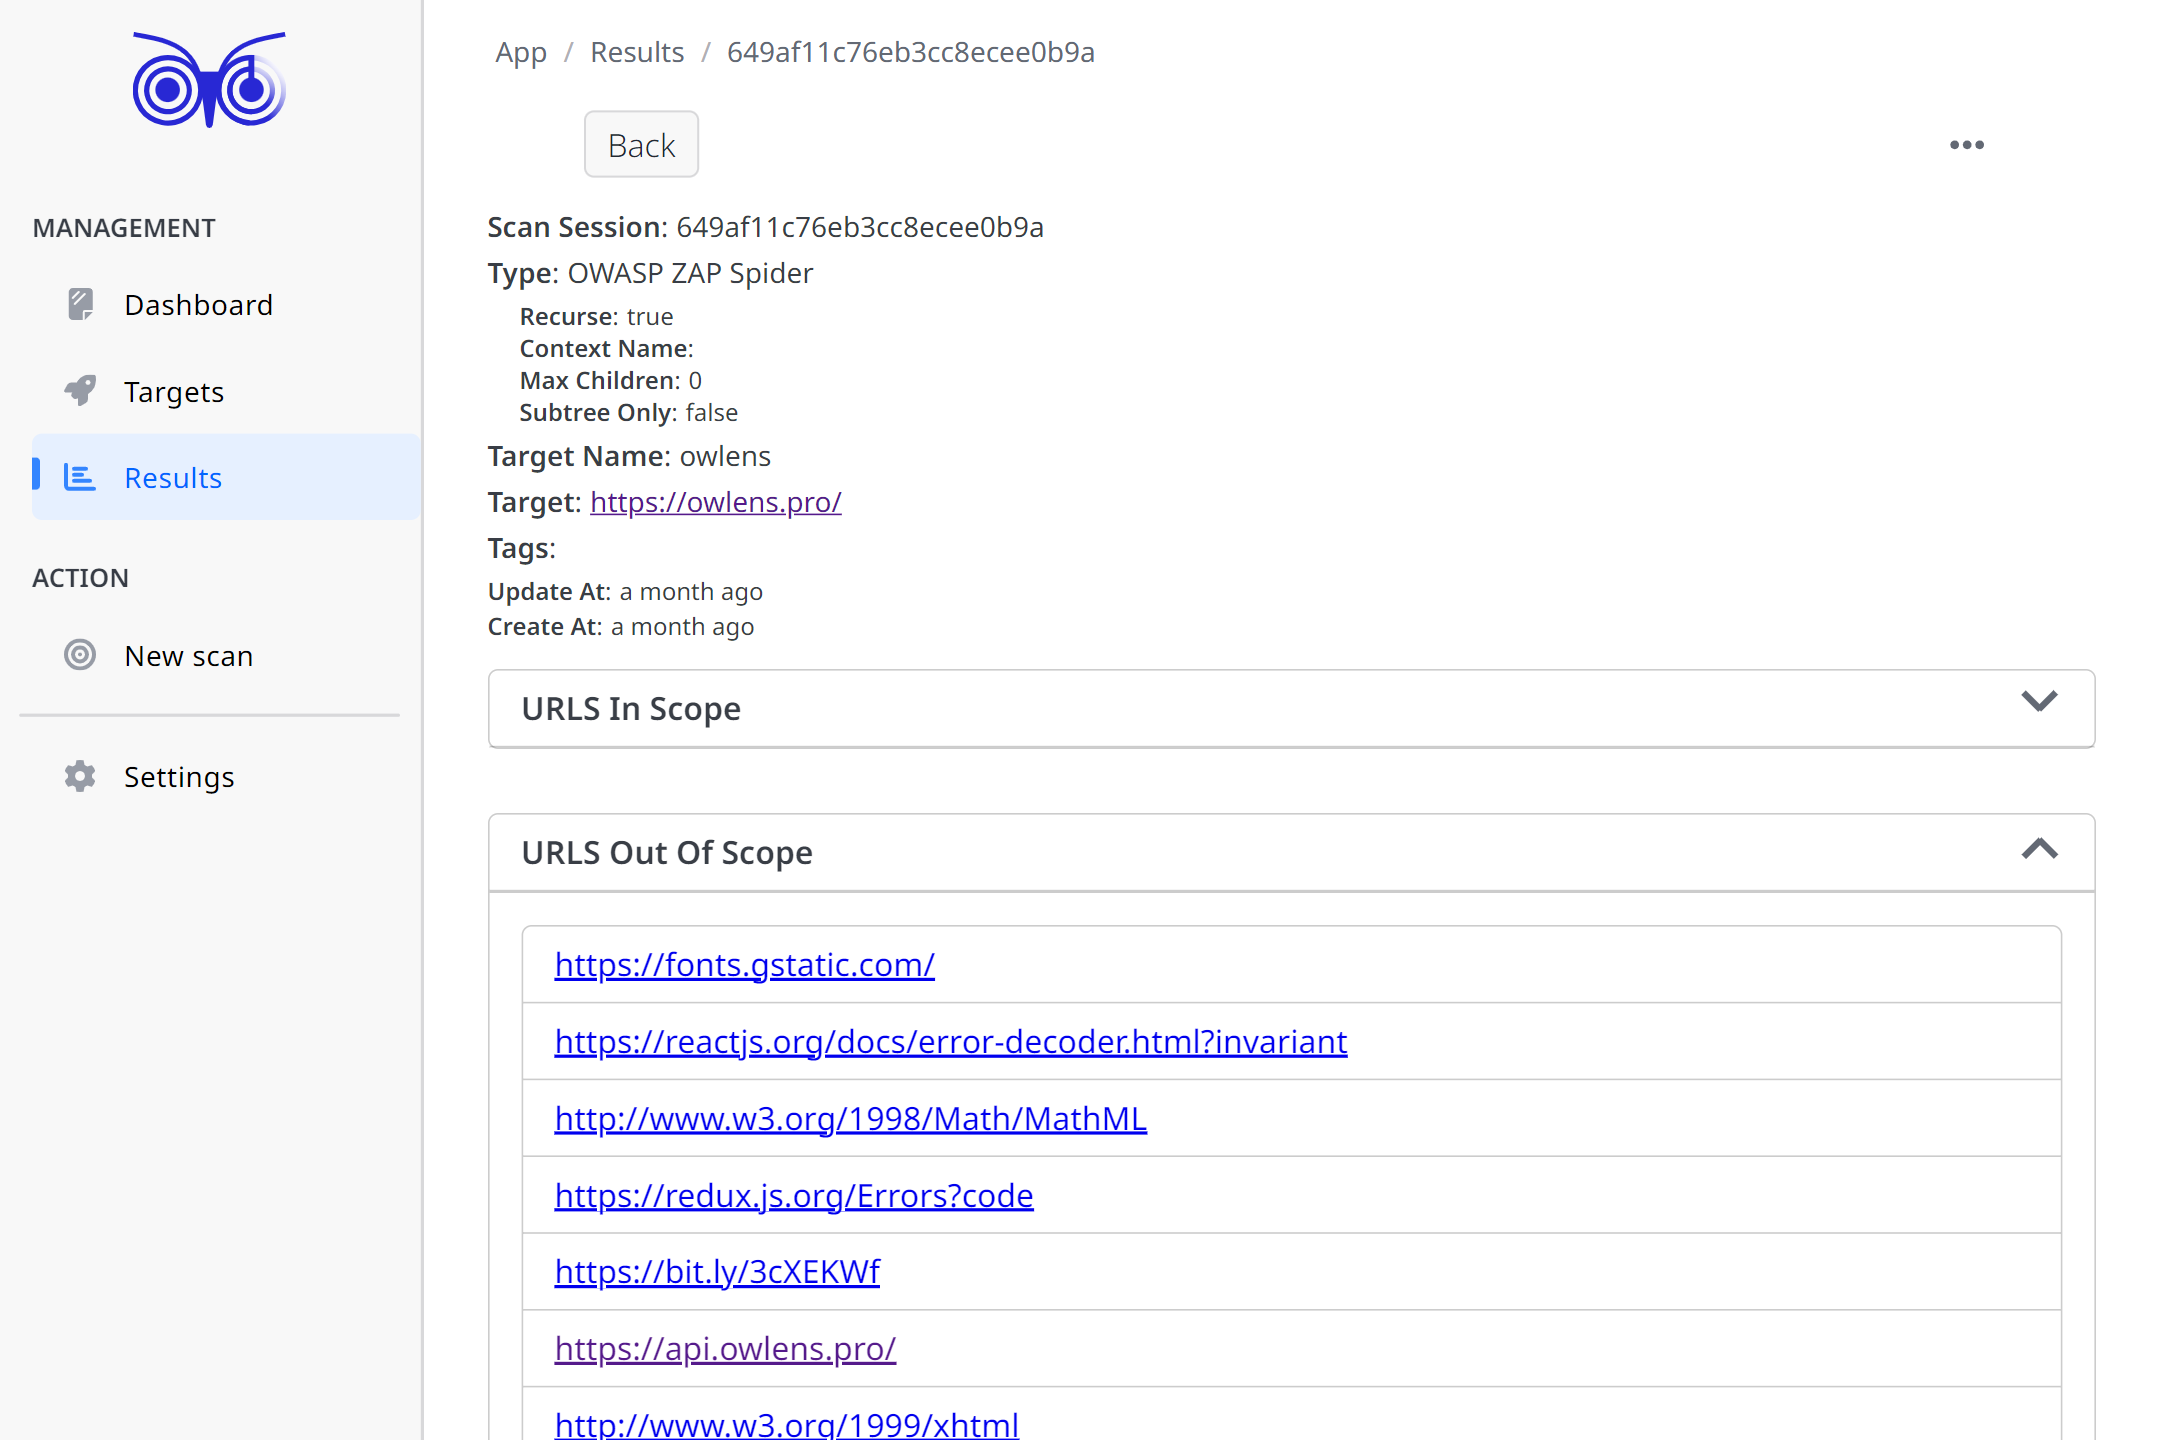 App / Results / 649af11c76eb3cc8ecee0b9a
Back
MANAGEMENT
Dashboard
Targets
Results
ACTION
New scan
Settings
Scan Session: 649af11c76eb3cc8ecee0b9a
Type: OWASP ZAP Spider
Recurse: true
Context Name:
Max Children: 0
Subtree Only: false
Target Name: owlens
Target: https://owlens.pro/
Tags:
Update At: a month ago
Create At: a month ago
URLS In Scope
URLS Out Of Scope
https://fonts.gstatic.com/
https://reactjs.org/docs/error-decoder.html?invariant
http://www.w3.org/1998/Math/MathML
https://redux.js.org/Errors?code
https://bit.ly/3cXEKWf
https://api.owlens.pro/
http://www.w3.org/1999/xhtml